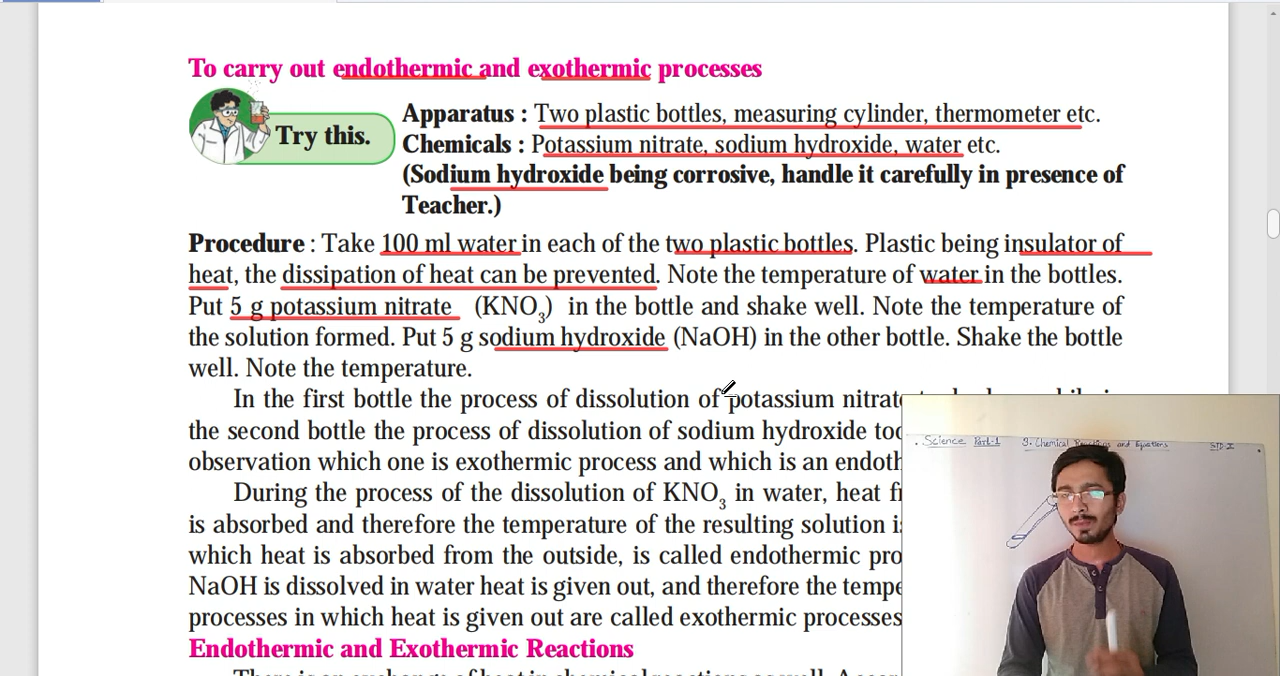 To carry out endothermic and exothermic processes
Try this.
Apparatus : Two plastic bottles, measuring cylinder, thermometer etc.
Chemicals : Potassium nitrate, sodium hydroxide, water etc.
(Sodium hydroxide being corrosive, handle it carefully in presence of
Teacher.)
Procedure : Take 100 ml water in each of the two plastic bottles. Plastic being insulator of
heat, the dissipation of heat can be prevented. Note the temperature of water in the bottles.
Put 5 g potassium nitrate (KNO3) in the bottle and shake well. Note the temperature of
the solution formed. Put 5 g sodium hydroxide (NaOH) in the other bottle. Shake the bottle
well. Note the temperature.
In the first bottle the process of dissolution of potassium
the second bottle the process of dissolution of sodium hydroxide
observation which one is exothermic process and which is an
During the process of the dissolution of KNO3 in water, heat
is absorbed and therefore the temperature of the resulting solution
which heat is absorbed from the outside, is called endothermic
NaOH is dissolved in water heat is given out, and therefore the
processes in which heat is given out are called exothermic processes
Endothermic and Exothermic Reactions
Science Part-1 3. Chemical Reactions and Equations